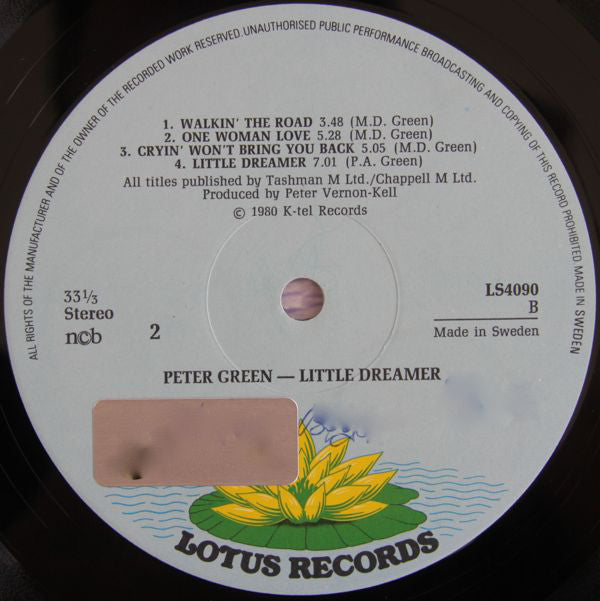 ALL RIGHTS OF THE MANUFACTURER AND OF THE OWNER OF THE RECORDED WORK RESERVED. UNAUTHORISED PUBLIC PERFORMANCE BROADCASTING AND COPYING OF THIS RECORD PROHIBITED. MADE IN SWEDEN
1. WALKIN' THE ROAD 3.48 (M.D. Green)
2. ONE WOMAN LOVE 5.28 (M.D. Green)
3. CRYIN' WON'T BRING YOU BACK 5.05 (M.D. Green)
4. LITTLE DREAMER 7.01 (P.A. Green)
All titles published by Tashman M Ltd./Chappell M Ltd.
Produced by Peter Vernon-Kell
© 1980 K-tel Records
33 1/3
Stereo
ncb
2
LS4090
B
Made in Sweden
PETER GREEN — LITTLE DREAMER
LOTUS RECORDS